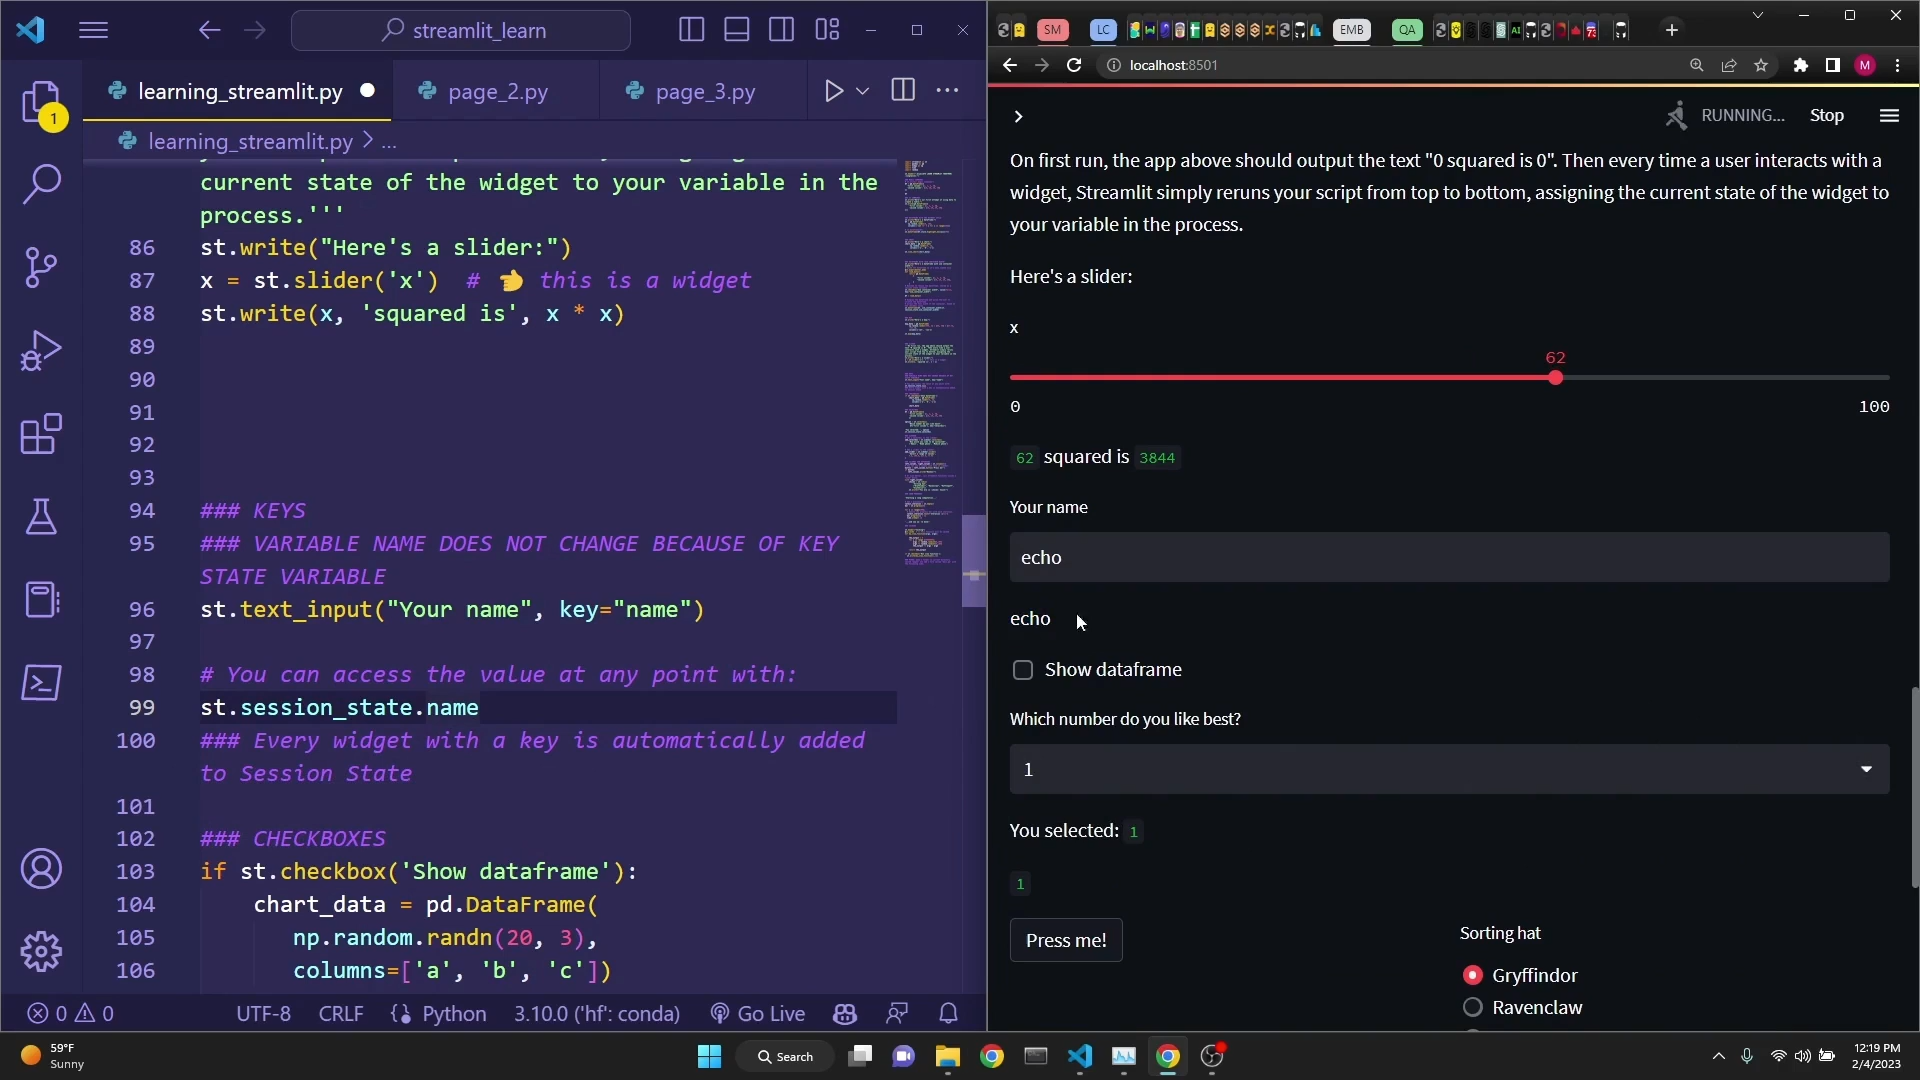 streamlit_learn
learning_streamlit.py
page_2.py
page_3.py
learning_streamlit.py > ...
1
current state of the widget to your variable in the
process.'''
86 st.write("Here's a slider:")
87 x = st.slider('x')  # 👈 this is a widget
88 st.write(x, 'squared is', x * x)
89
90
91
92
93
94 ### KEYS
95 ### VARIABLE NAME DOES NOT CHANGE BECAUSE OF KEY
STATE VARIABLE
96 st.text_input("Your name", key="name")
97
98 # You can access the value at any point with:
99 st.session_state.name
100 ### Every widget with a key is automatically added
to Session State
101
102 ### CHECKBOXES
103 if st.checkbox('Show dataframe'):
104 chart_data = pd.DataFrame(
105 np.random.randn(20, 3),
106 columns=['a', 'b', 'c'])
0 0 UTF-8 CRLF Python 3.10.0 ('hf': conda) Go Live
SM LC EMB QA
localhost:8501
M
RUNNING... Stop
On first run, the app above should output the text "0 squared is 0". Then every time a user interacts with a
widget, Streamlit simply reruns your script from top to bottom, assigning the current state of the widget to
your variable in the process.
Here's a slider:
x
62
0 100
62 squared is 3844
Your name
echo
echo
Show dataframe
Which number do you like best?
1
You selected: 1
1
Press me!
Sorting hat
Gryffindor
Ravenclaw
59°F
Sunny
Search
12:19 PM
2/4/2023